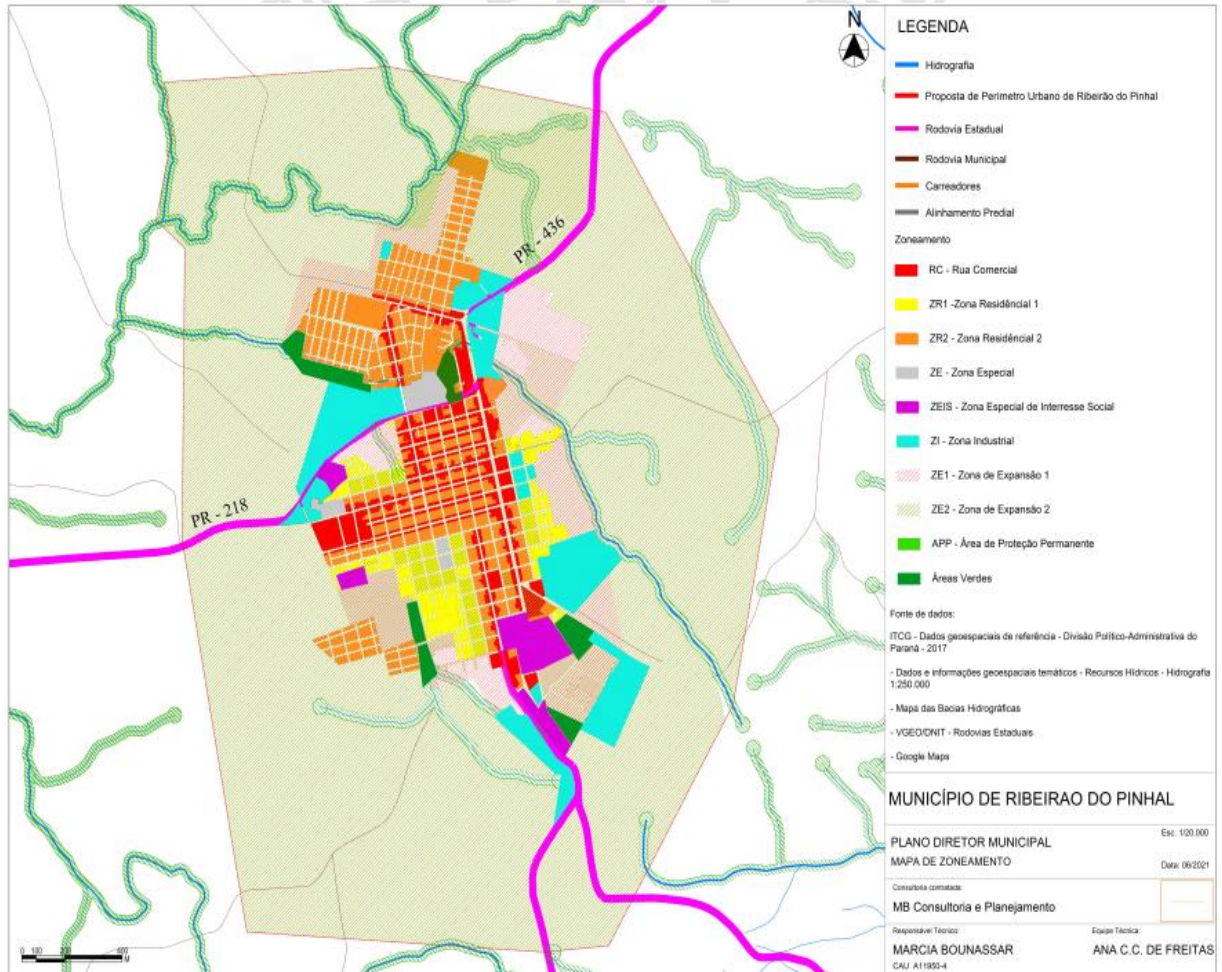 N
LEGENDA
Hidrografia
Proposta de Perimetro Urbano de Ribeirão do Pinhal
Rodovia Estadual
Rodovia Municipal
Carreadores
Alinhamento Predial
Zoneamento
RC - Rua Comercial
ZR1 -Zona Residêncial 1
ZR2 - Zona Residêncial 2
ZE - Zona Especial
ZEIS - Zona Especial de Interresse Social
ZI - Zona Industrial
ZE1 - Zona de Expansão 1
ZE2 - Zona de Expansão 2
APP - Área de Proteção Permanente
Áreas Verdes
Fonte de dados:
ITCG - Dados geoespaciais de referência - Divisão Político-Administrativa do
Paraná - 2017
- Dados e informações geoespaciais temáticos - Recursos Hídricos - Hidrografia
1:250.000
- Mapa das Bacias Hidrográficas
- VGEO/DNIT - Rodovias Estaduais
- Google Maps
MUNICÍPIO DE RIBEIRAO DO PINHAL
PLANO DIRETOR MUNICIPAL
Esc: 1/20.000
MAPA DE ZONEAMENTO
Data: 06/2021
Consultoria contratada:
MB Consultoria e Planejamento
Responsável Técnico:
Equipe Técnica:
MARCIA BOUNASSAR
ANA C.C. DE FREITAS
CAU A11950-4
PR - 436
PR - 218